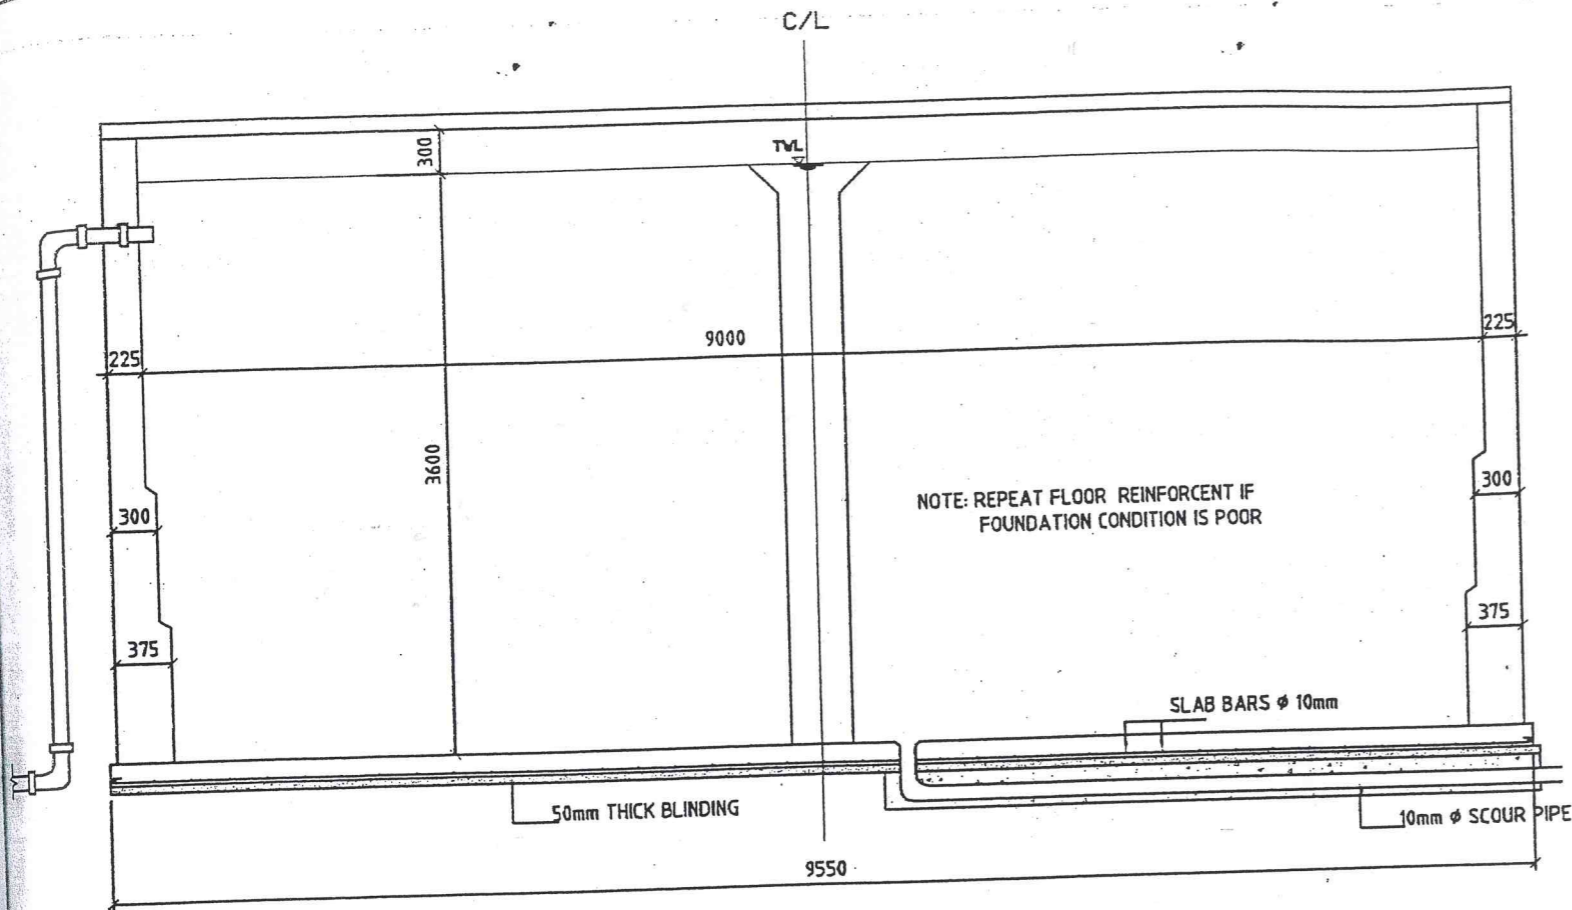 C/L
300
TWL
9000
225
225
3600
NOTE: REPEAT FLOOR REINFORCENT IF
FOUNDATION CONDITION IS POOR
300
300
375
375
SLAB BARS ϕ 10mm
50mm THICK BLINDING
10mm ϕ SCOUR PIPE
9550